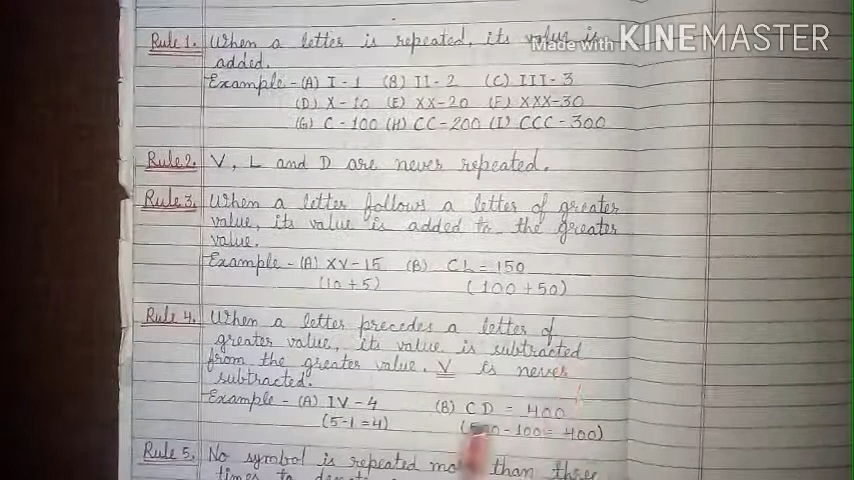 Made with KINEMASTER
Rule 1. When a letter is repeated, its value is
added.
Example - (A) I - 1 (B) II - 2 (C) III - 3
(D) X - 10 (E) XX - 20 (F) XXX - 30
(G) C - 100 (H) CC - 200 (I) CCC - 300
Rule 2. V, L and D are never repeated.
Rule 3. When a letter follows a letter of greater
value, its value is added to the greater
value.
Example - (A) XV - 15 (B) CL = 150
(10 + 5) (100 + 50)
Rule 4. When a letter precedes a letter of
greater value, its value is subtracted
from the greater value. V is never
subtracted.
Example - (A) IV - 4 (B) CD = 400
(5-1 = 4) (500 - 100 = 400)
Rule 5. No symbol is repeated more than three
times to